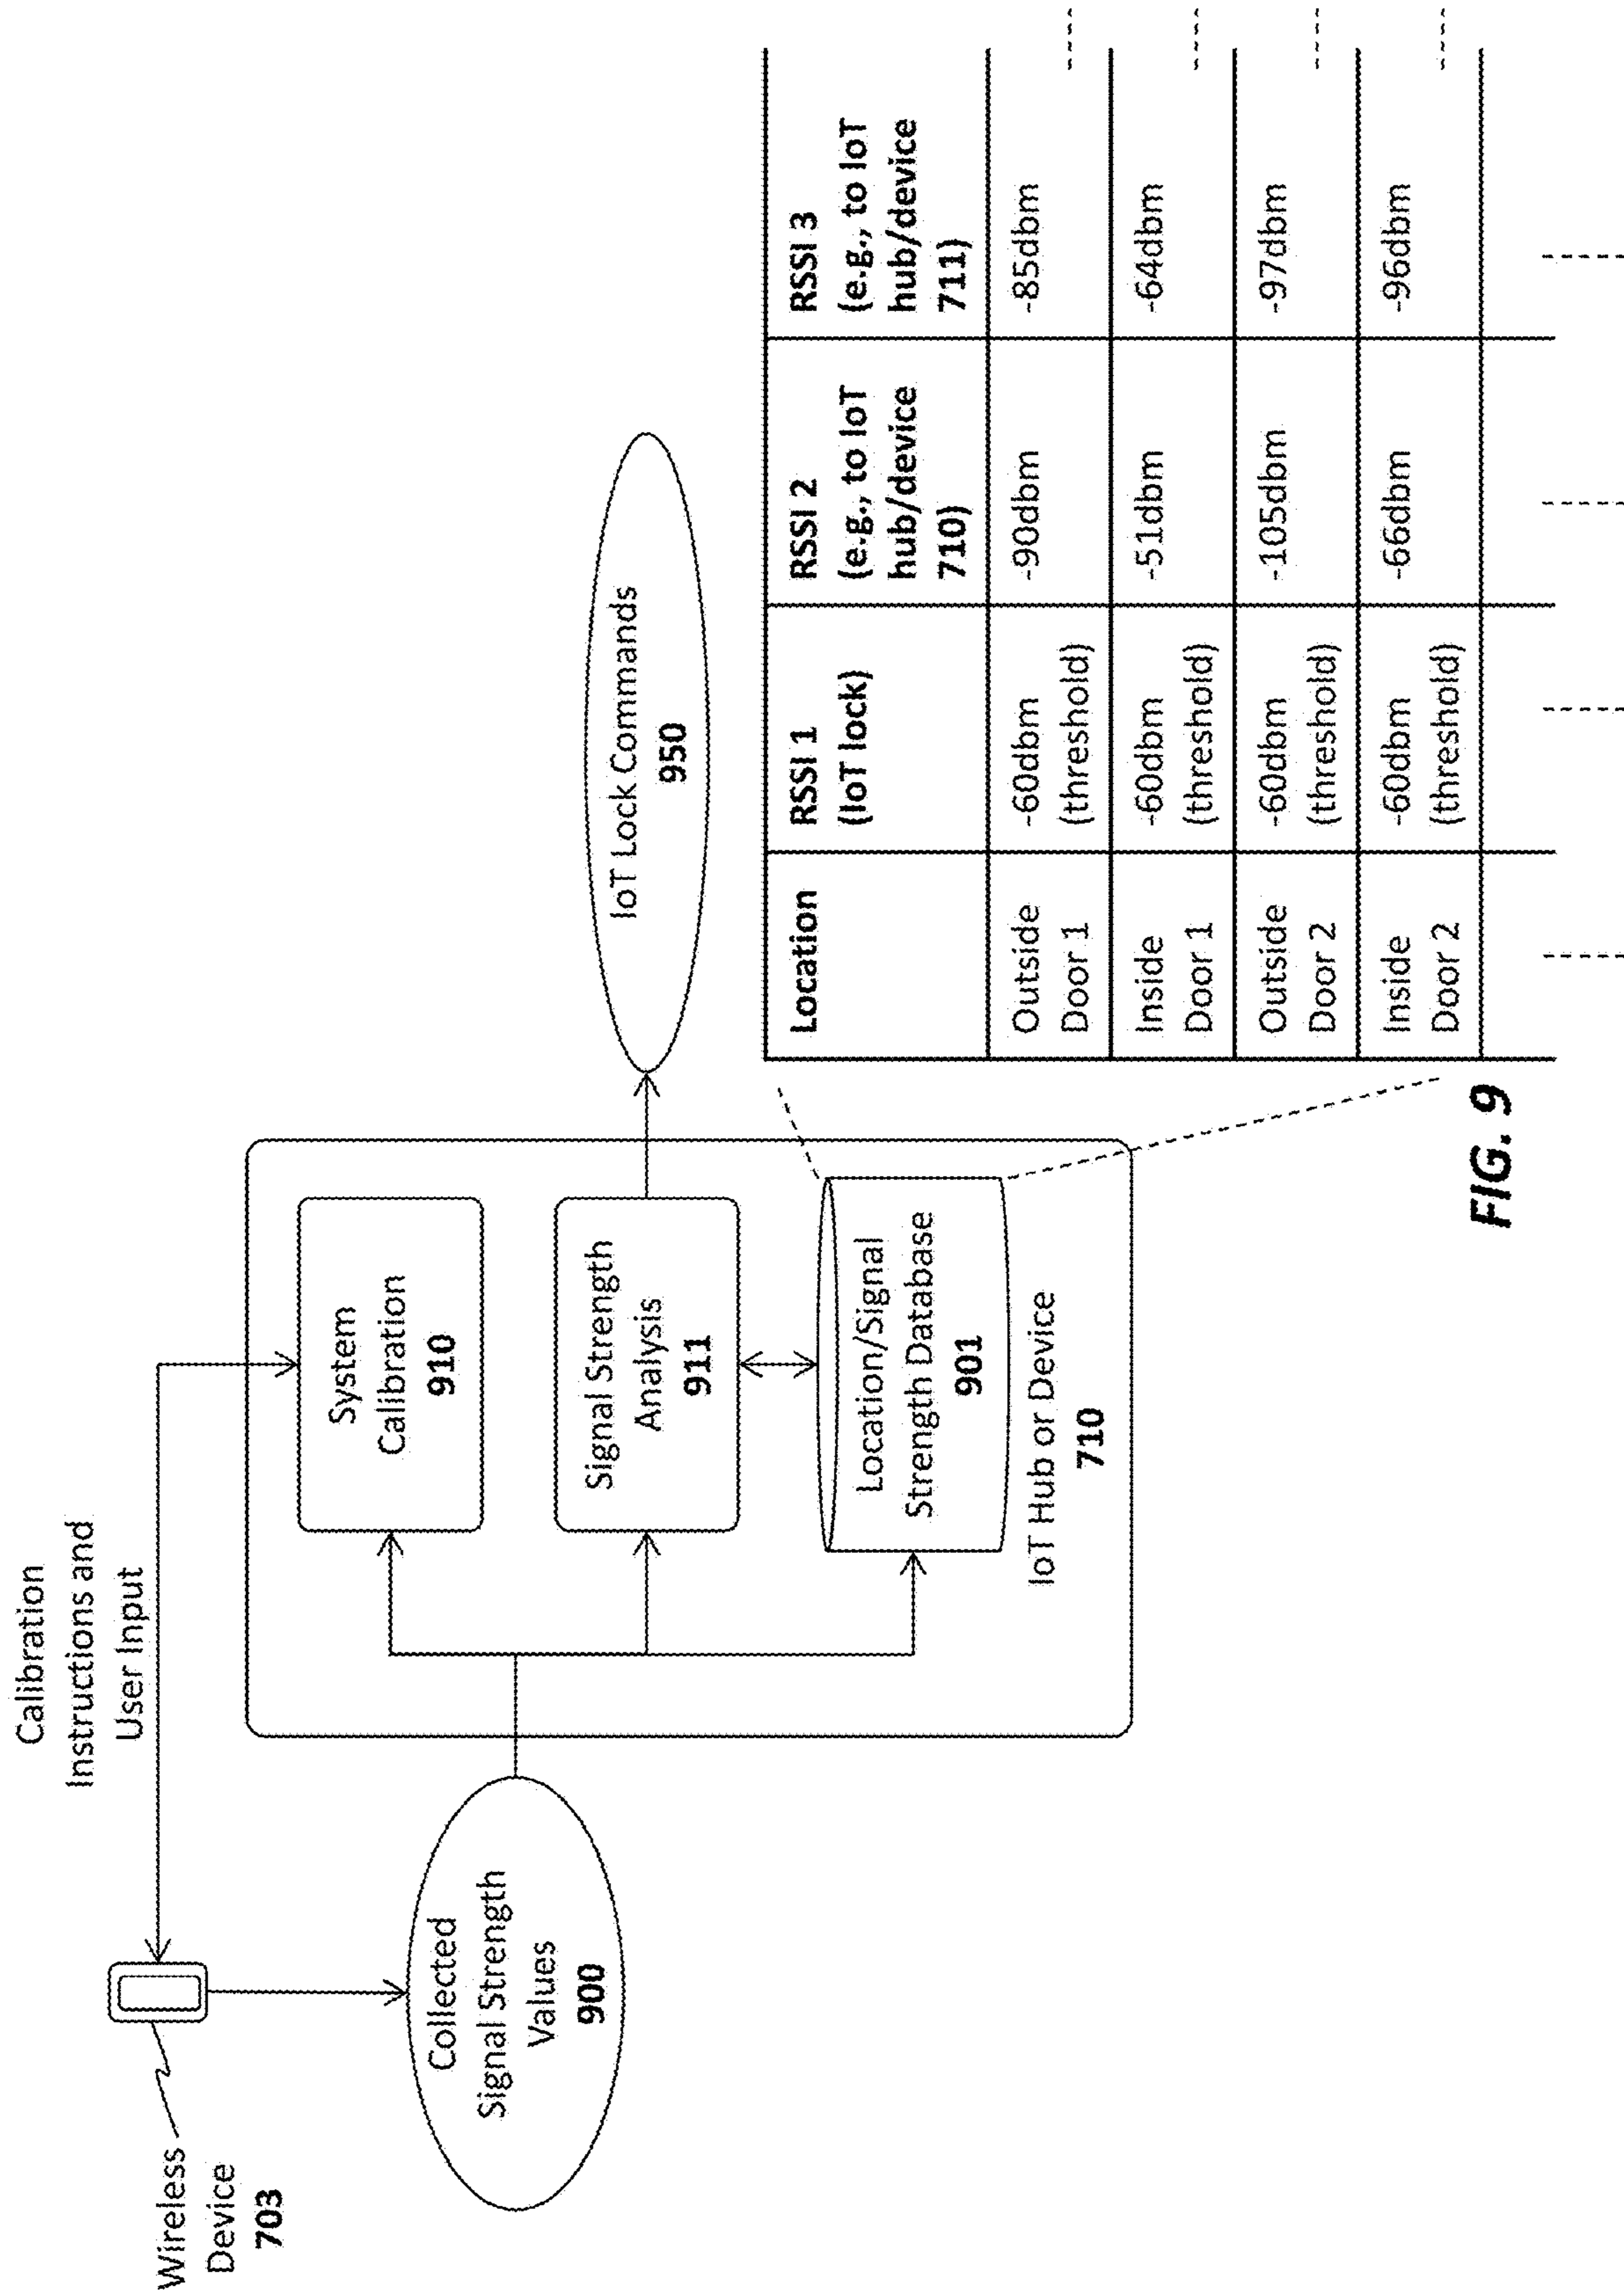 Calibration
Instructions and
User Input
Wireless
Device
703
Collected
Signal Strength
Values
900
System
Calibration
910
Signal Strength
Analysis
911
Location/Signal
Strength Database
901
IoT Hub or Device
710
IoT Lock Commands
950
Location
RSSI 1
(IoT lock)
RSSI 2
(e.g., to IoT
hub/device
710)
RSSI 3
(e.g., to IoT
hub/device
711)
Outside
Door 1
-60dbm
(threshold)
-90dbm
-85dbm
Inside
Door 1
-60dbm
(threshold)
-51dbm
-64dbm
Outside
Door 2
-60dbm
(threshold)
-105dbm
-97dbm
Inside
Door 2
-60dbm
(threshold)
-66dbm
-96dbm
FIG. 9